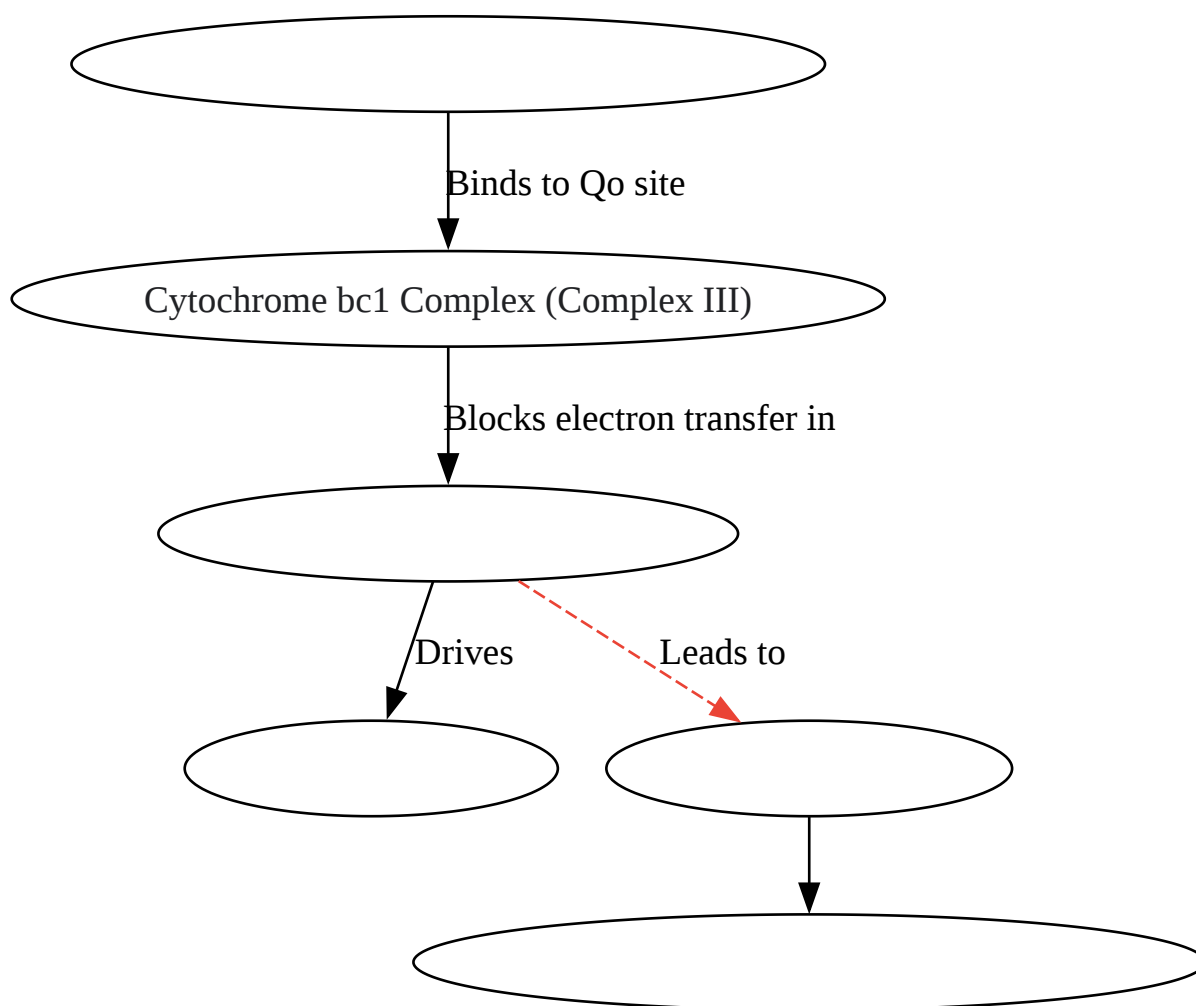 Binds to Qo site
Cytochrome bc1 Complex (Complex III)
Blocks electron transfer in
Drives
Leads to